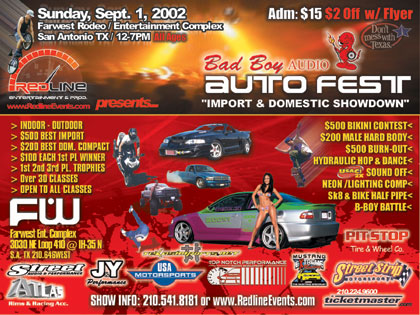 Sunday, Sept. 1, 2002
Farwest Rodeo / Entertainment Complex
San Antonio TX / 12-7PM All Ages
Adm: $15 $2 Off w/ Flyer
Don't
mess with
Texas
REDLINE
ENTERTAINMENT & PROD.
www.RedlineEvents.com
presents...
Bad Boy AUDIO
AUTO FEST
"IMPORT & DOMESTIC SHOWDOWN"
> INDOOR - OUTDOOR
> $500 BEST IMPORT
> $200 BEST DOM. COMPACT
> $100 EACH 1st PL WINNER
> 1st 2nd 3rd PL. TROPHIES
> Over 30 CLASSES
> OPEN TO ALL CLASSES
$500 BIKINI CONTEST<
$200 MALE HARD BODY
$500 BURN-OUT<
HYDRAULIC HOP & DANCE<
USACi SOUND OFF<
NEON /LIGHTING COMP<
Sk8 & BIKE HALF PIPE<
B-BOY BATTLE<
FW
Farwest Ent. Complex
3030 NE Loop 410 @ IH-35 N
S.A. TX 210.646WEST
PITSTOP
Tire & Wheel Co.
Street
JY
Performance
USA
MOTORSPORTS
TOP NOTCH PERFORMANCE
MUSTANG
Street Strip
MOTORSPORTS
210.224.9600
ATLAS
Rims & Racing Acc.
SHOW INFO: 210.541.8181 or www.RedlineEvents.com
ticketmaster